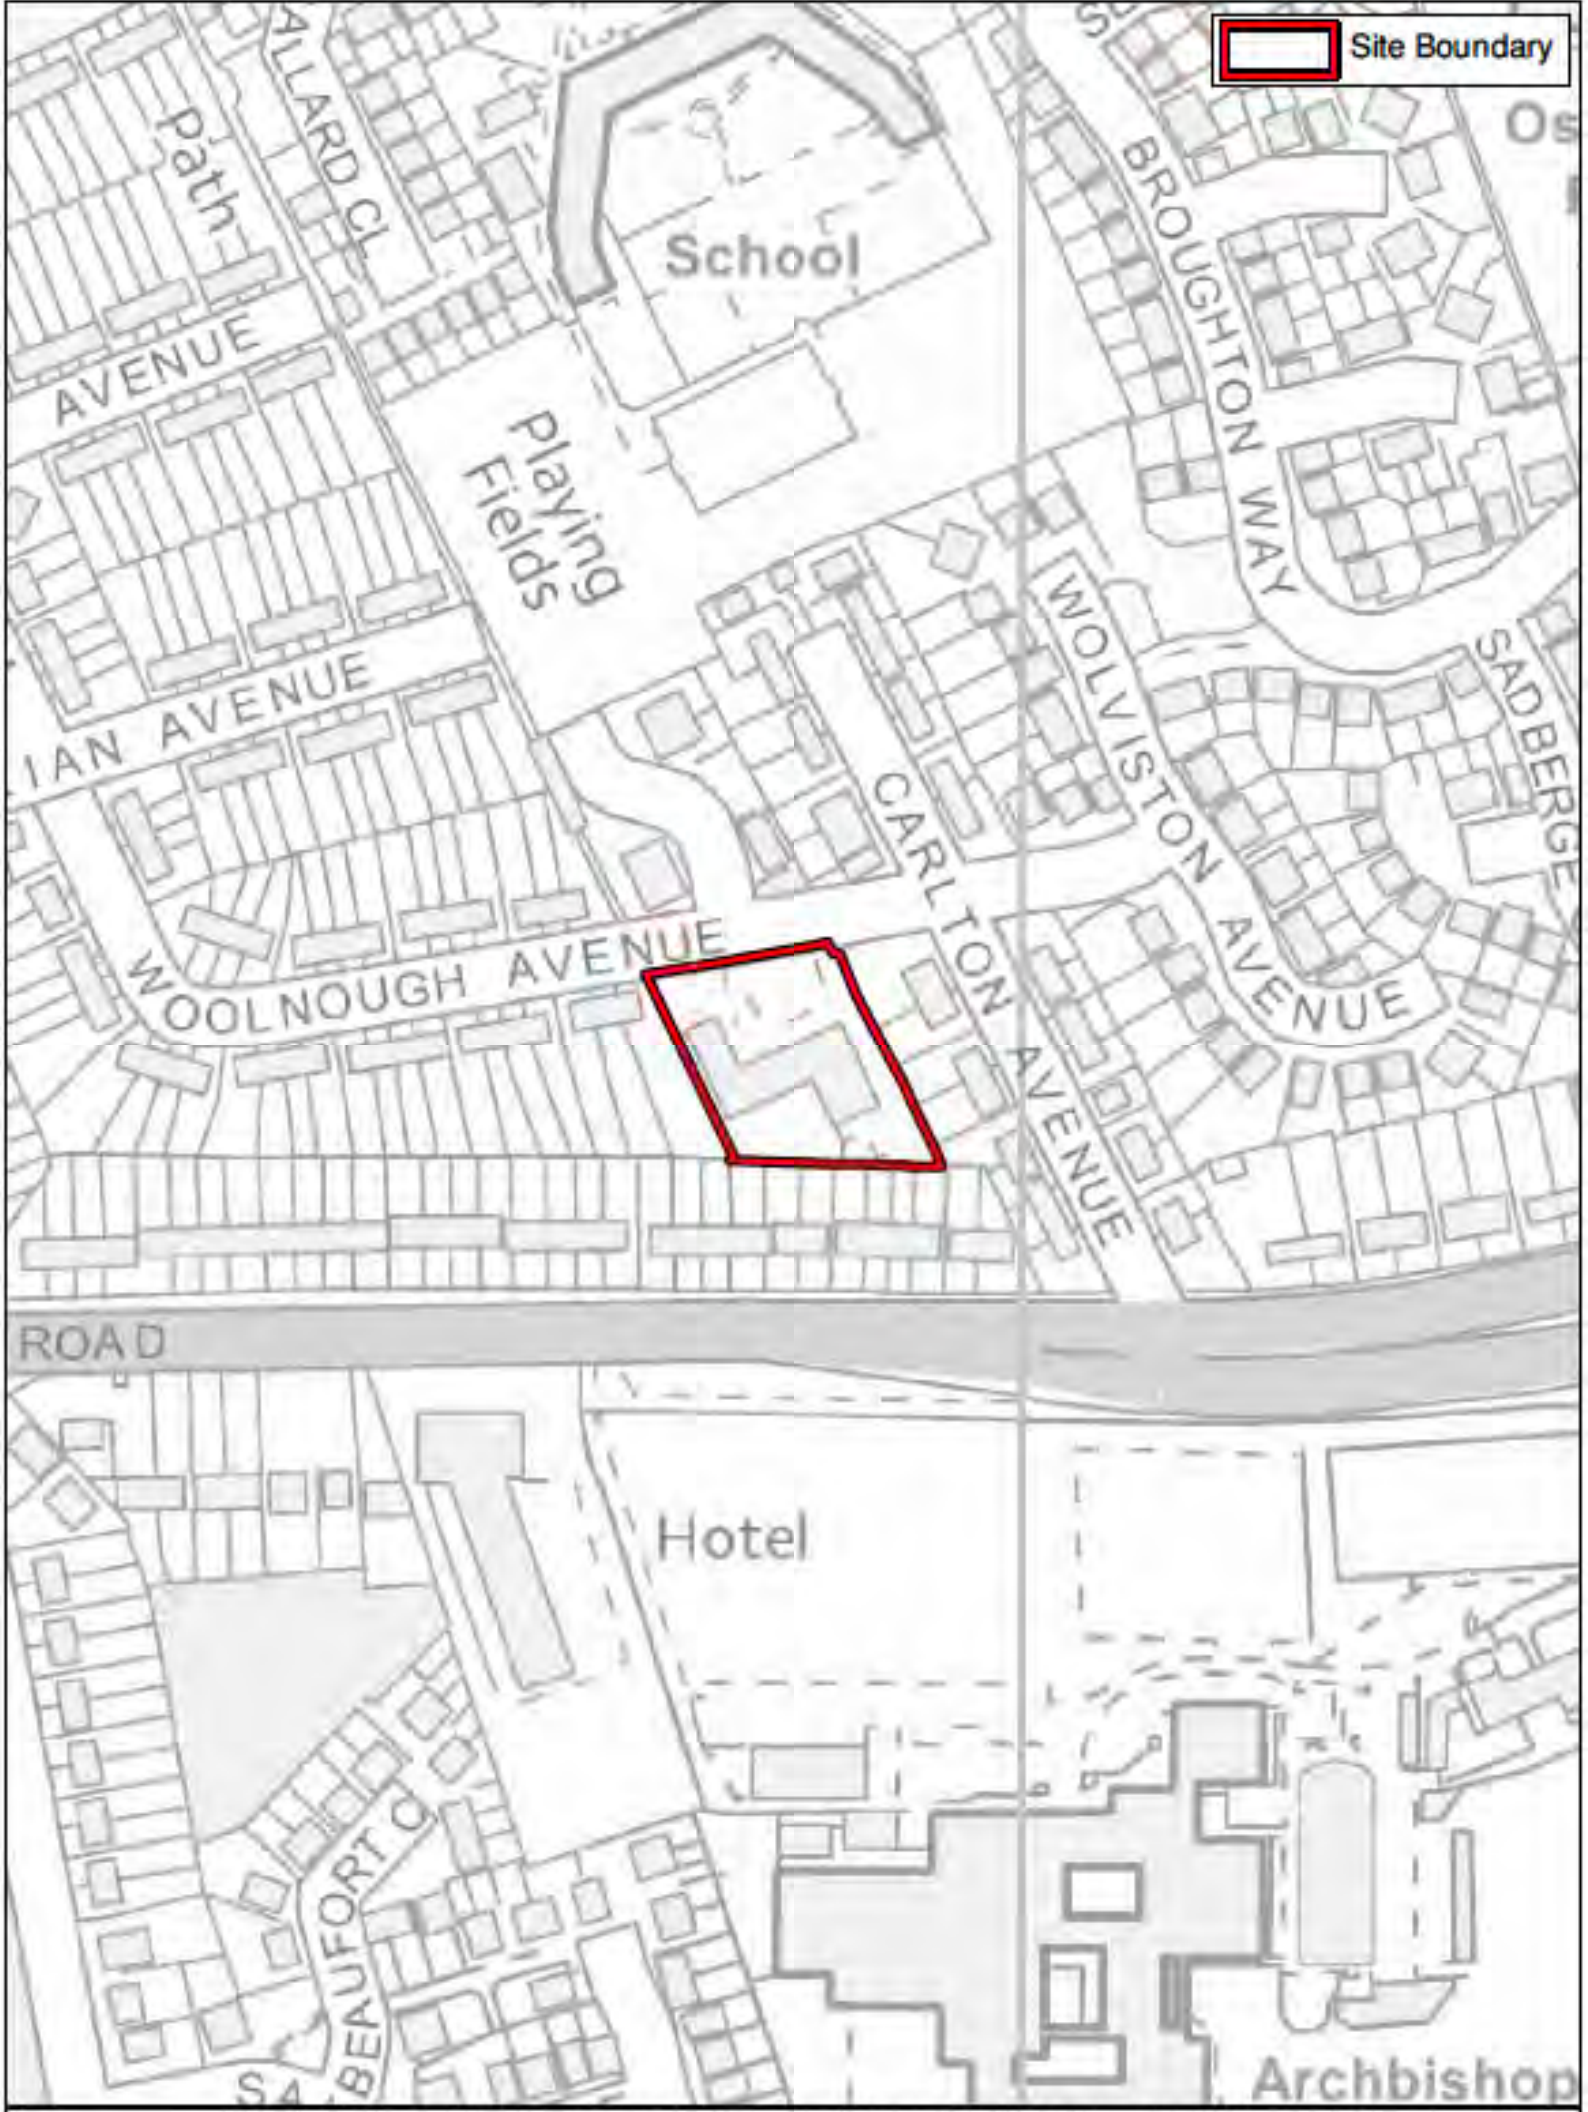 Site Boundary
Os
Path
ALLARD CL
BROUGHTON WAY
School
AVENUE
Playing
Fields
WOLVISTON AVENUE
SADBERGE
IAN AVENUE
CARLTON AVENUE
WOOLNOUGH AVENUE
ROAD
Hotel
BEAUFORT C
SA
Archbishop